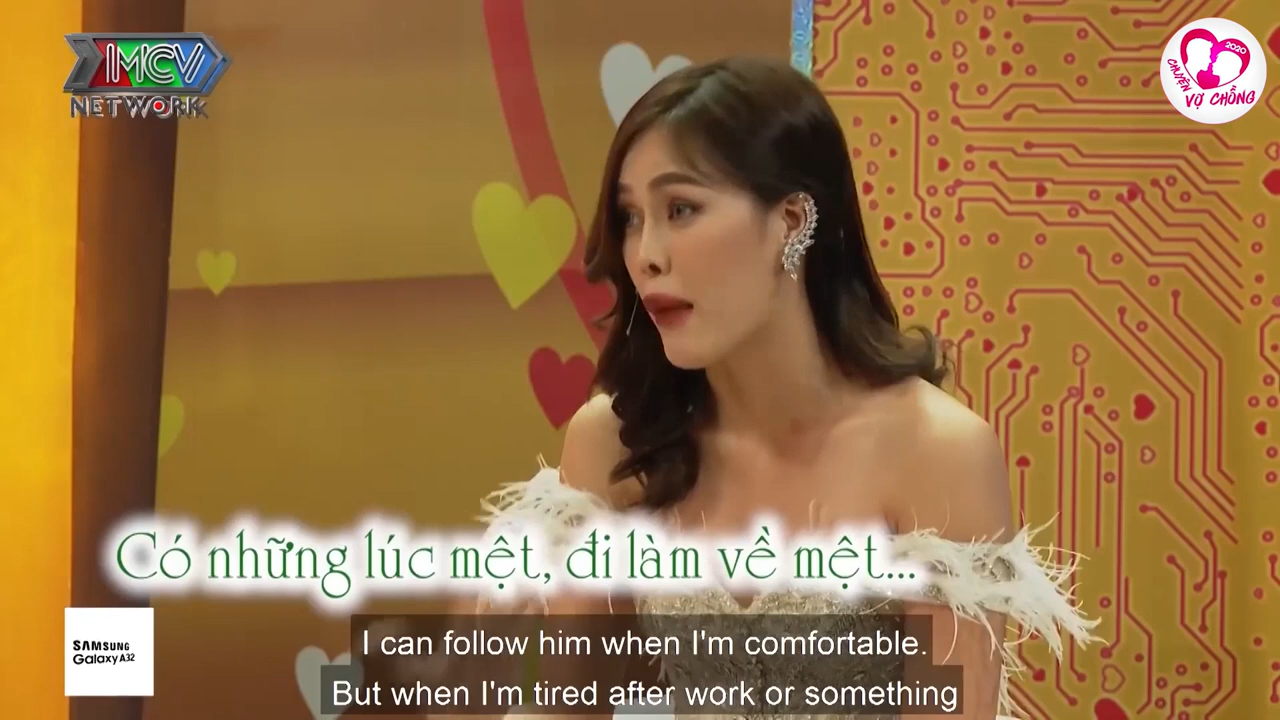 MCV
NETWORK
2020
CHUYỆN
VỢ CHỒNG
Có những lúc mệt, đi làm về mệt...
SAMSUNG
Galaxy A32
I can follow him when I'm comfortable.
But when I'm tired after work or something